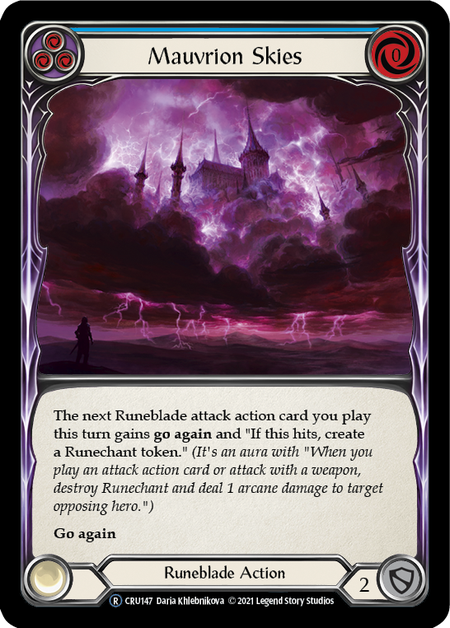 Mauvrion Skies
0
The next Runeblade attack action card you play
this turn gains go again and "If this hits, create
a Runechant token." (It's an aura with "When you
play an attack action card or attack with a weapon,
destroy Runechant and deal 1 arcane damage to target
opposing hero.")
Go again
Runeblade Action
2
R CRU147 Daria Khlebnikova © 2021 Legend Story Studios